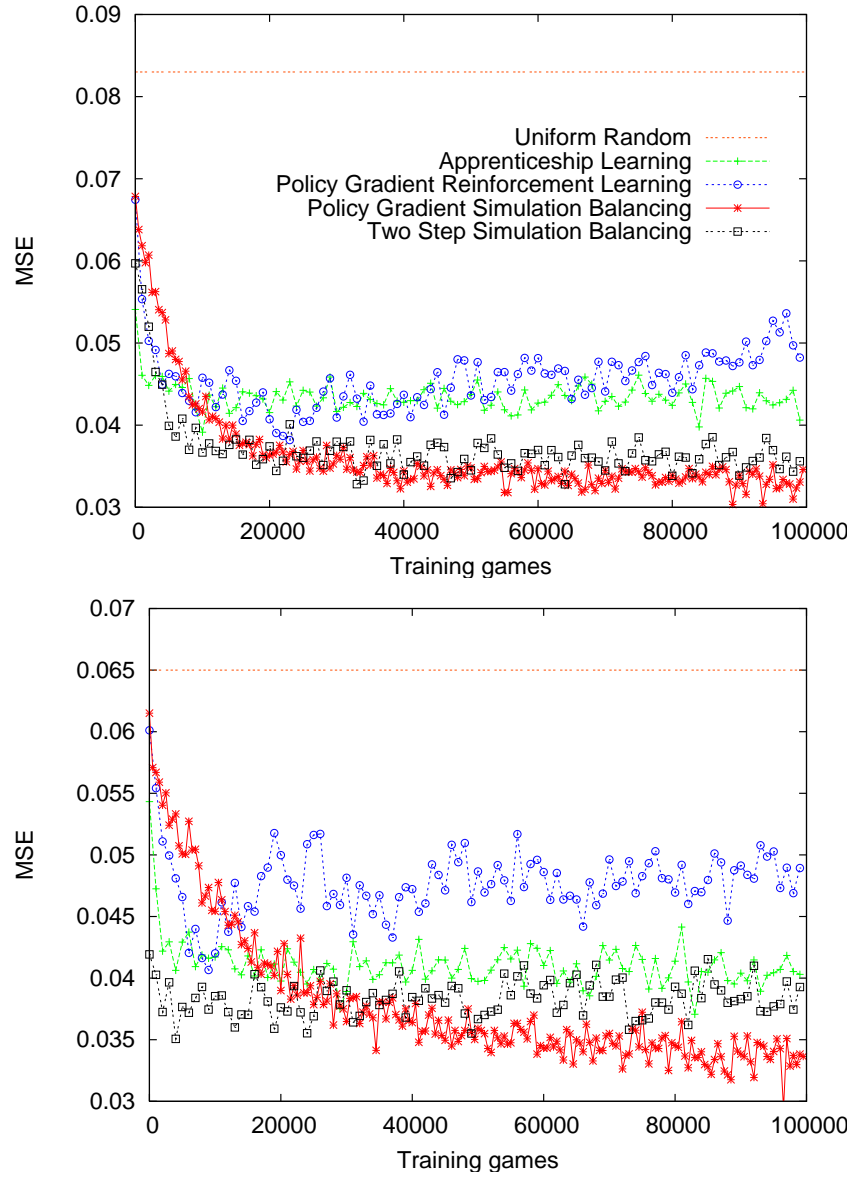 0.09
0.08
0.07
0.06
0.05
0.04
0.03
MSE
Uniform Random
Apprenticeship Learning
Policy Gradient Reinforcement Learning
Policy Gradient Simulation Balancing
Two Step Simulation Balancing
0 20000 40000 60000 80000 100000
Training games
0.07
0.065
0.06
0.055
0.05
0.045
0.04
0.035
0.03
MSE
0 20000 40000 60000 80000 100000
Training games